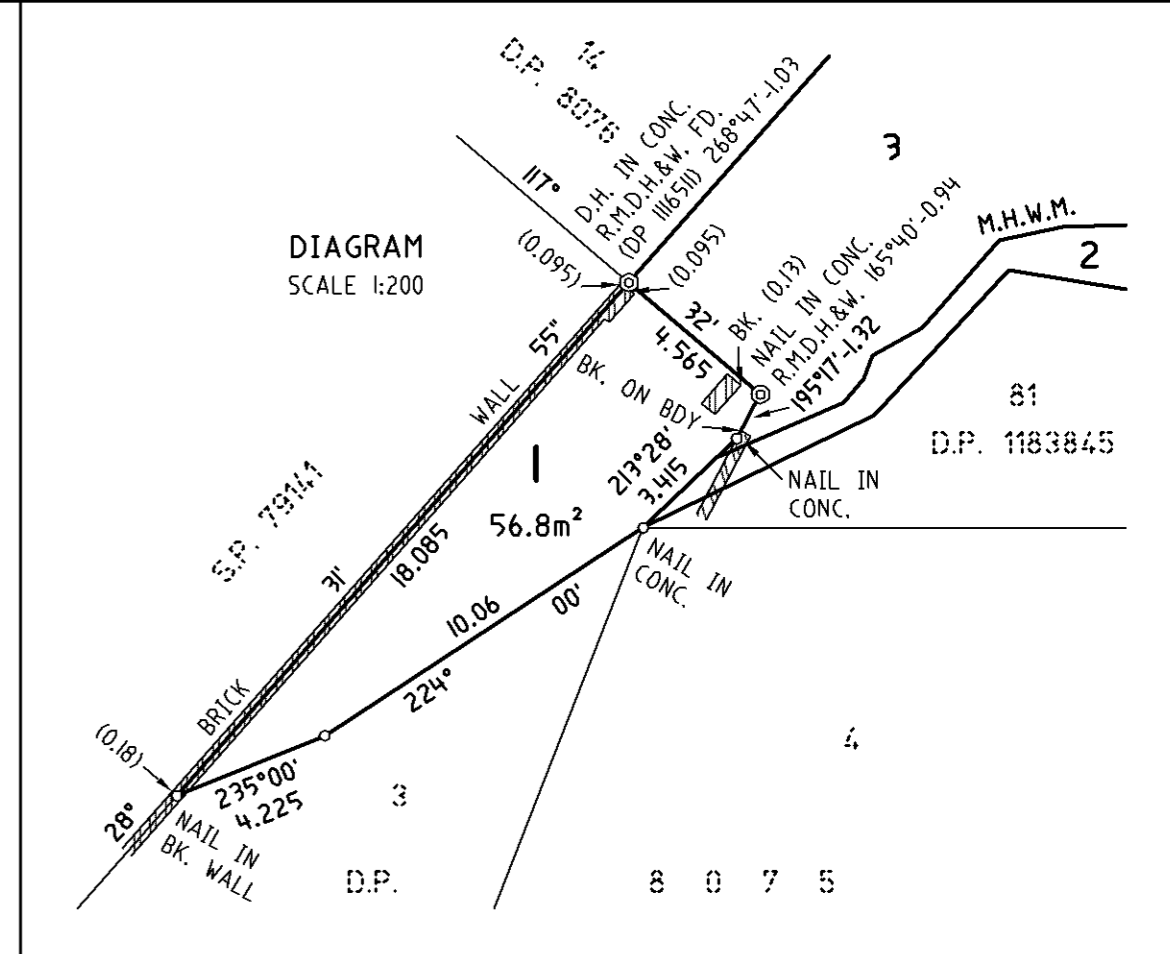 14
D.P. 8076
117°
D.H. IN CONC.
R.M.D.H.&W. FD.
(DP 1116511) 268°47'-1.03
3
M.H.W.M.
2
DIAGRAM
SCALE 1:200
(0.095)
(0.095)
32'
4.565
BK. (0.13)
NAIL IN CONC.
R.M.D.H.&W. 165°40'-0.94
195°17'-1.32
55"
WALL
BK. ON BDY
81
D.P. 1183845
1
56.8m²
213°28'
3.415
NAIL IN
CONC.
S.P. 79141
31'
18.085
NAIL IN
CONC.
10.06
00'
224°
BRICK
(0.18)
235°00'
4.225
28°
NAIL IN
BK. WALL
3
4
D.P. 8 0 7 5